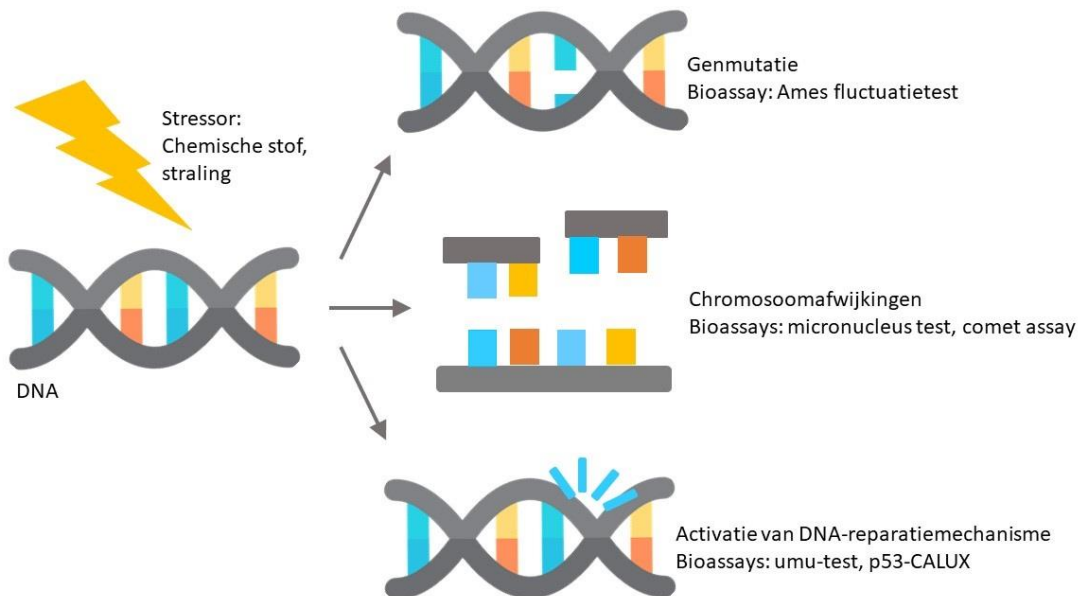 Genmutatie
Bioassay: Ames fluctuatietest
Stressor:
Chemische stof,
straling
Chromosoomafwijkingen
Bioassays: micronucleus test, comet assay
DNA
Activatie van DNA-reparatiemechanisme
Bioassays: umu-test, p53-CALUX